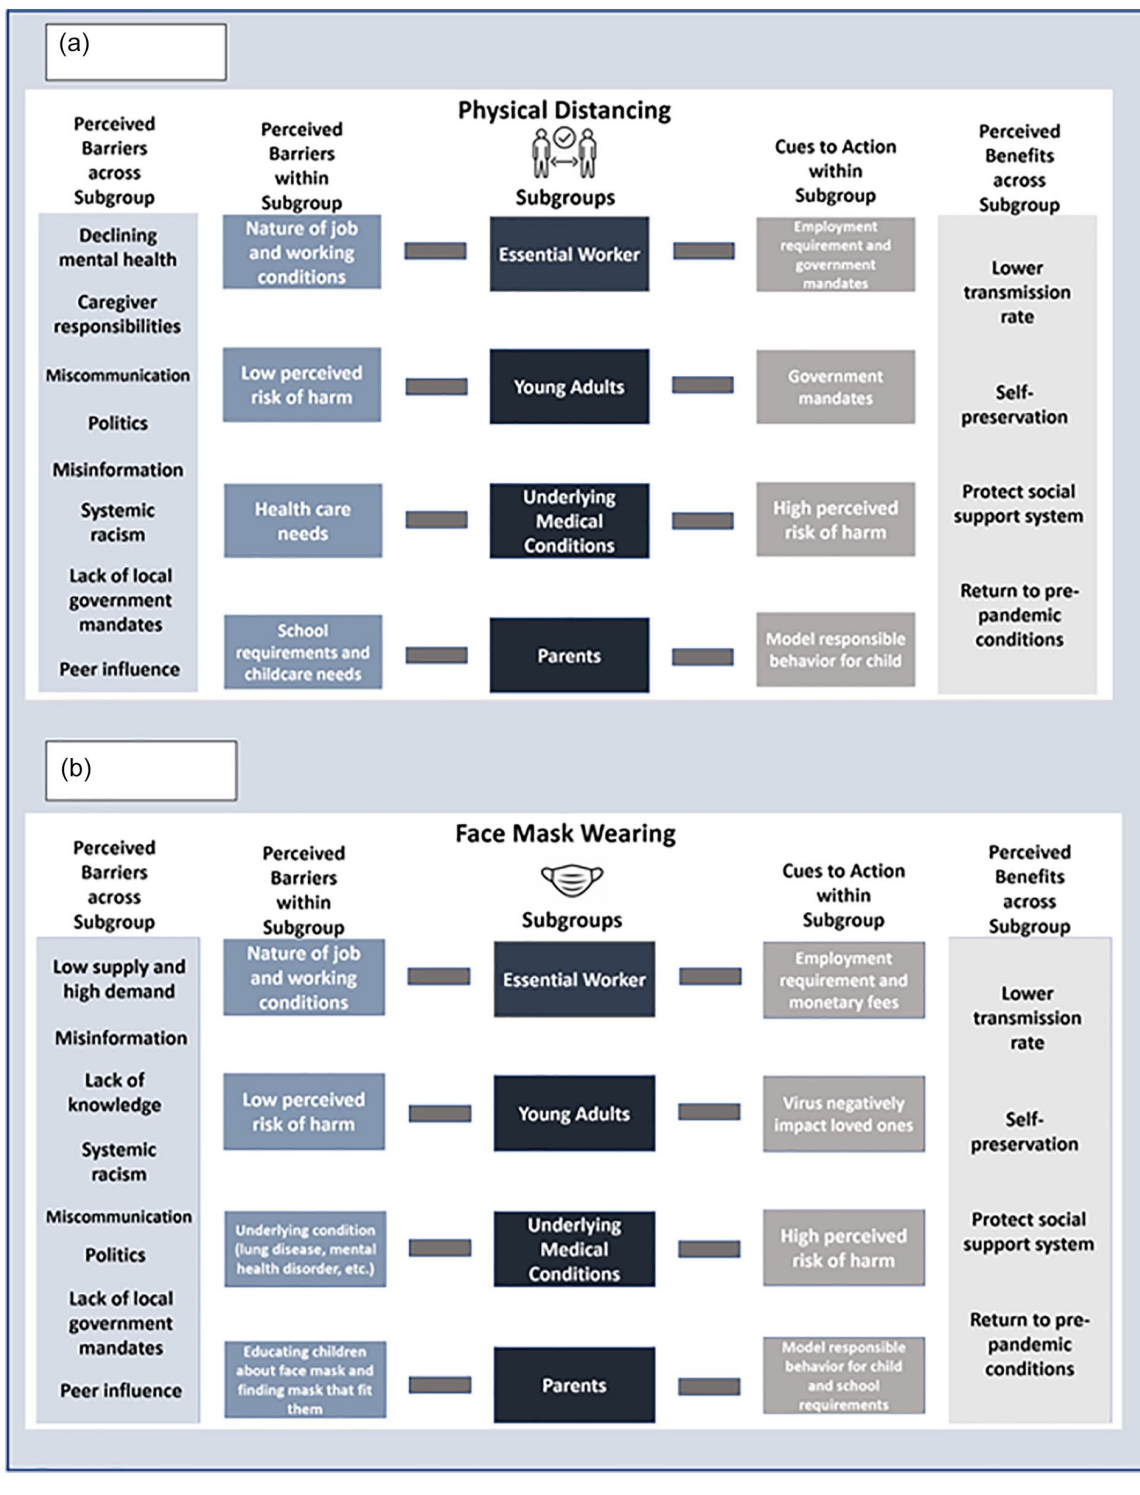 (a)
Physical Distancing
Subgroups
Perceived
Barriers
across
Subgroup
Declining
mental health
Caregiver
responsibilities
Miscommunication
Politics
Misinformation
Systemic
racism
Lack of local
government
mandates
Peer influence
Perceived
Barriers
within
Subgroup
Nature of job
and working
conditions
Low perceived
risk of harm
Health care
needs
School
requirements and
childcare needs
Essential Worker
Young Adults
Underlying
Medical
Conditions
Parents
Cues to Action
within
Subgroup
Employment
requirement and
government
mandates
Government
mandates
High perceived
risk of harm
Model responsible
behavior for child
Perceived
Benefits
across
Subgroup
Lower
transmission
rate
Self-
preservation
Protect social
support system
Return to pre-
pandemic
conditions
(b)
Face Mask Wearing
Subgroups
Perceived
Barriers
across
Subgroup
Low supply and
high demand
Misinformation
Lack of
knowledge
Systemic
racism
Miscommunication
Politics
Lack of local
government
mandates
Peer influence
Perceived
Barriers
within
Subgroup
Nature of job
and working
conditions
Low perceived
risk of harm
Underlying condition
(lung disease, mental
health disorder, etc.)
Educating children
about face mask and
finding mask that fit
them
Essential Worker
Young Adults
Underlying
Medical
Conditions
Parents
Cues to Action
within
Subgroup
Employment
requirement and
monetary fees
Virus negatively
impact loved ones
High perceived
risk of harm
Model responsible
behavior for child
and school
requirements
Perceived
Benefits
across
Subgroup
Lower
transmission
rate
Self-
preservation
Protect social
support system
Return to pre-
pandemic
conditions